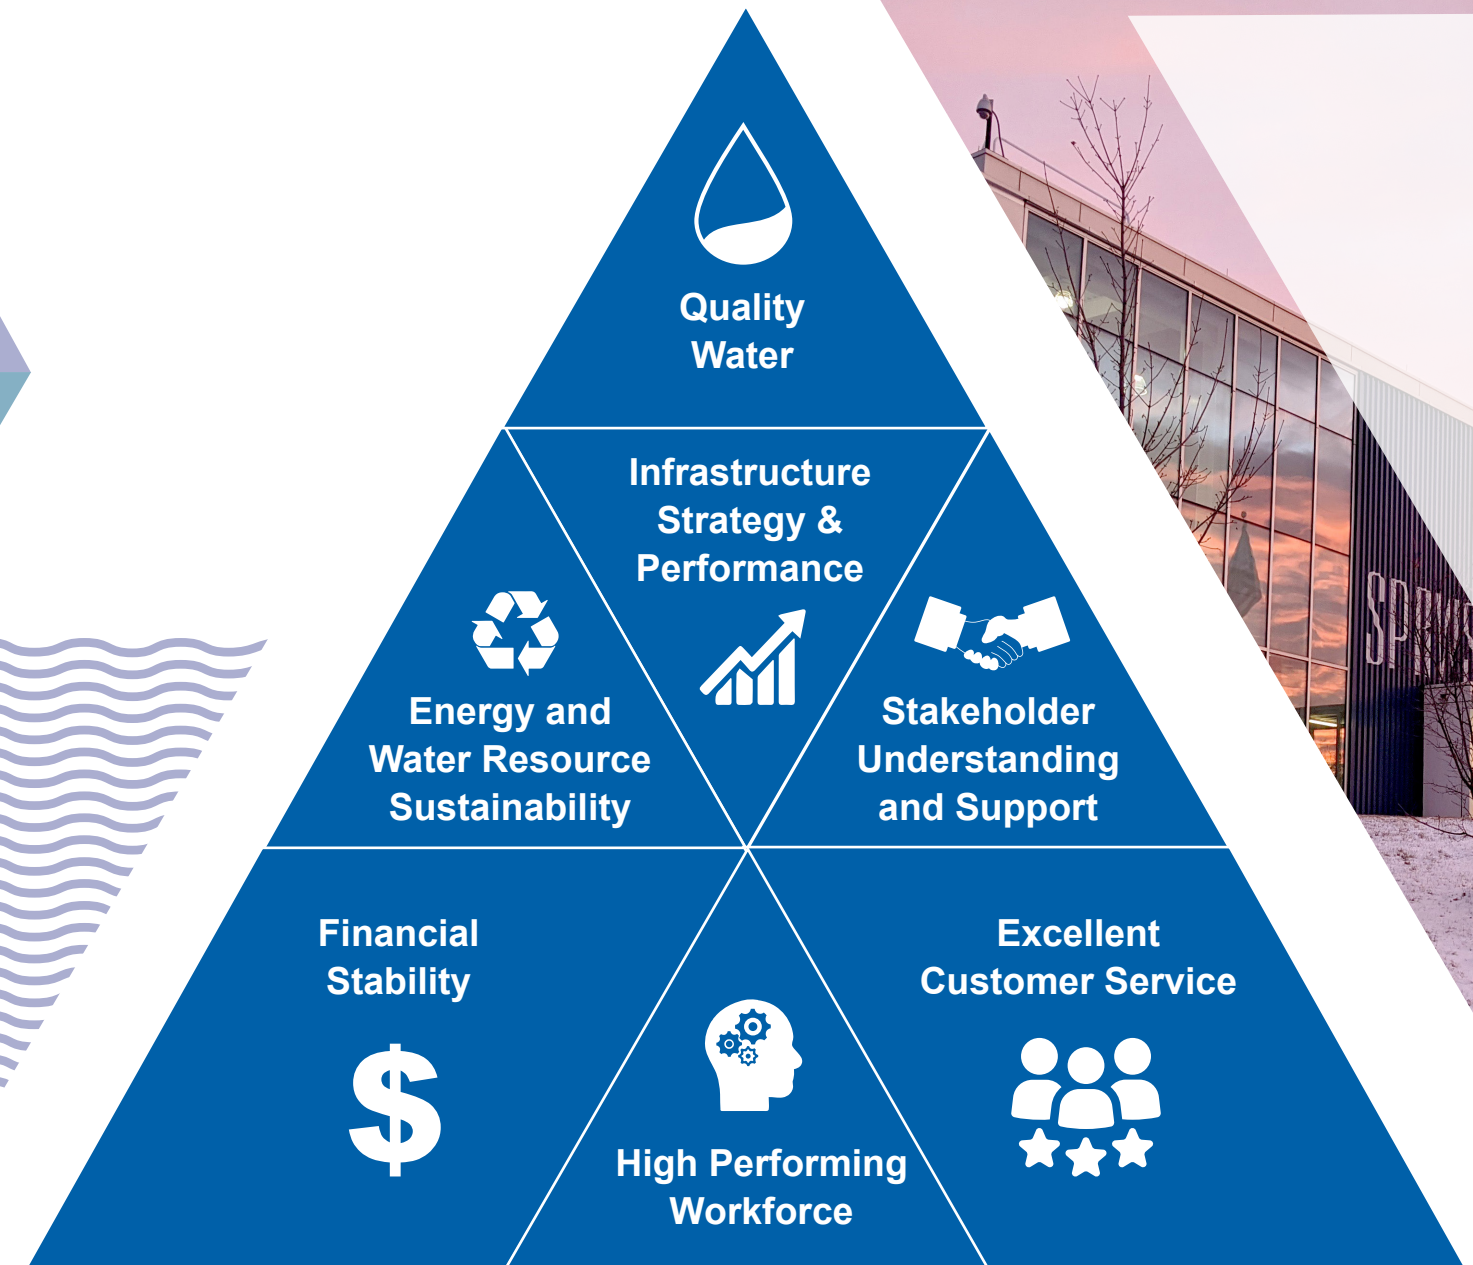 Quality
Water
Infrastructure
Strategy &
Performance
Energy and
Water Resource
Sustainability
Stakeholder
Understanding
and Support
Financial
Stability
$
High Performing
Workforce
Excellent
Customer Service